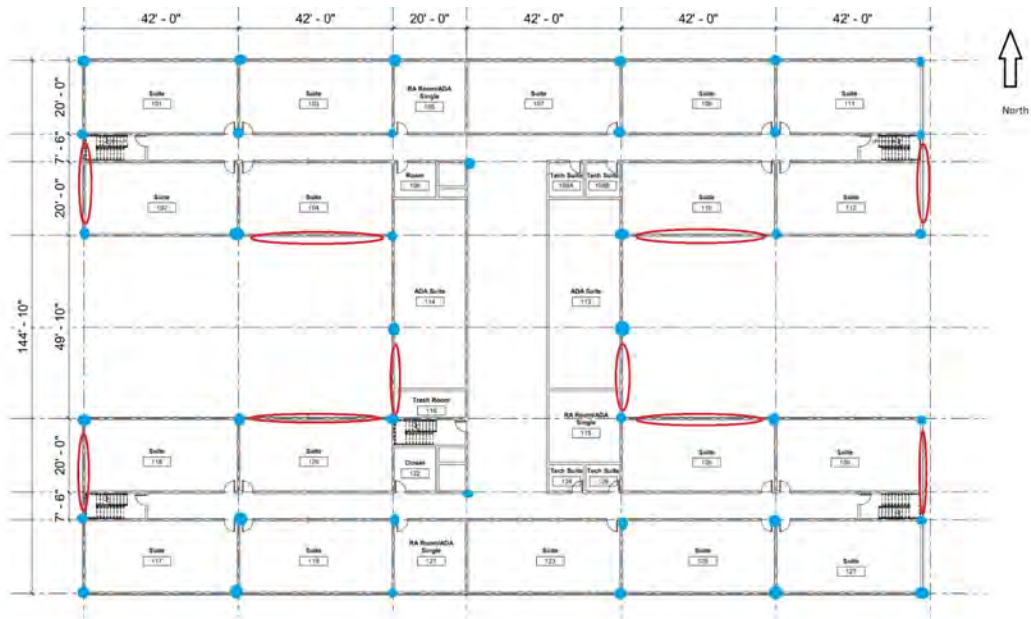 42' - 0"
42' - 0"
20' - 0"
42' - 0"
42' - 0"
42' - 0"
North
144' - 10"
20' - 0"
7' - 6"
20' - 0"
49' - 10"
20' - 0"
7' - 6"
Suite
101
Suite
103
RA Room/ADA
Single
105
Suite
107
Suite
Suite
111
Suite
102
Suite
104
Room
Tech Suite
Tech Suite
108A
108B
Suite
110
Suite
112
ADA Suite
114
ADA Suite
113
Trash Room
116
RA Room/ADA
Single
115
Suite
118
Suite
120
Closet
122
Tech Suite
Tech Suite
124
Suite
Suite
Suite
117
Suite
119
RA Room/ADA
Single
121
Suite
123
Suite
Suite
127